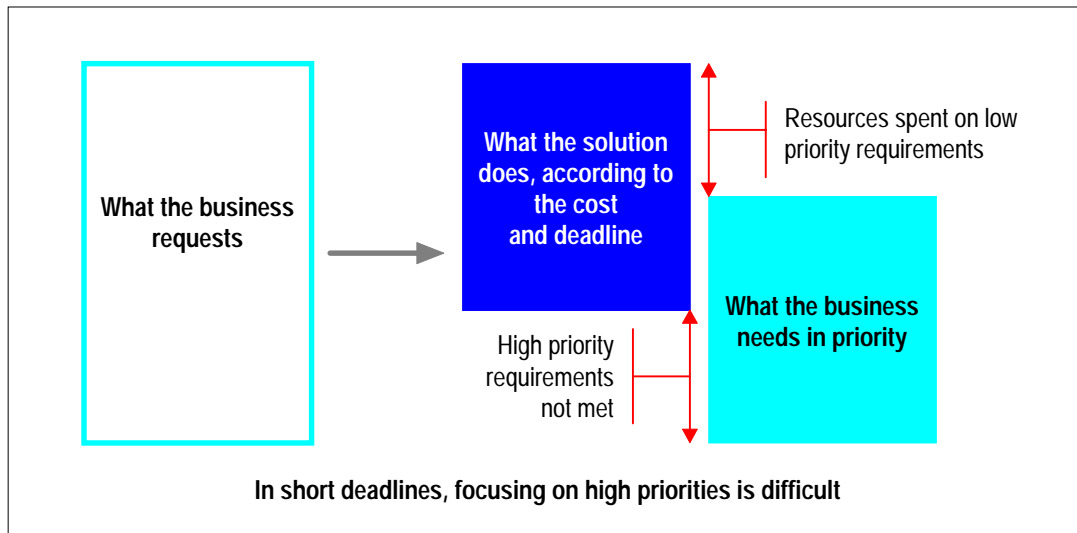 What the business
requests
What the solution
does, according to
the cost
and deadline
Resources spent on low
priority requirements
What the business
needs in priority
High priority
requirements
not met
In short deadlines, focusing on high priorities is difficult